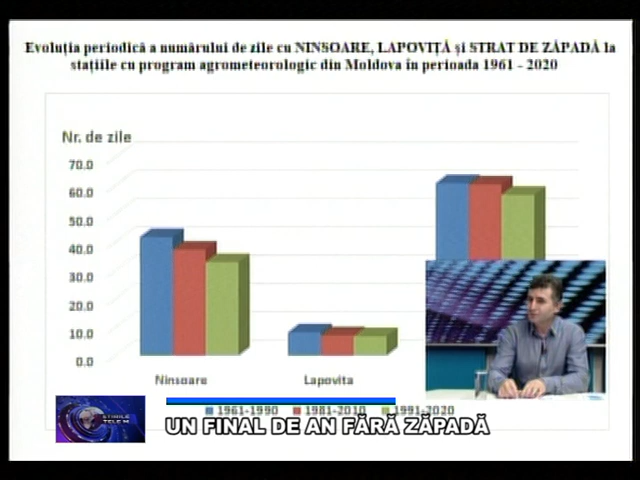 Evoluția periodică a numărului de zile cu NINSOARE, LAPOVIȚĂ și STRAT DE ZĂPADĂ la
stațiile cu program agrometeorologic din Moldova în perioada 1961 - 2020
Nr. de zile
70.0
60.0
50.0
40.0
30.0
20.0
10.0
0.0
Ninsoare
Lapovita
1961-1990
1981-2010
1991-2020
ȘTIRILE
TELE M
UN FINAL DE AN FĂRĂ ZĂPADĂ